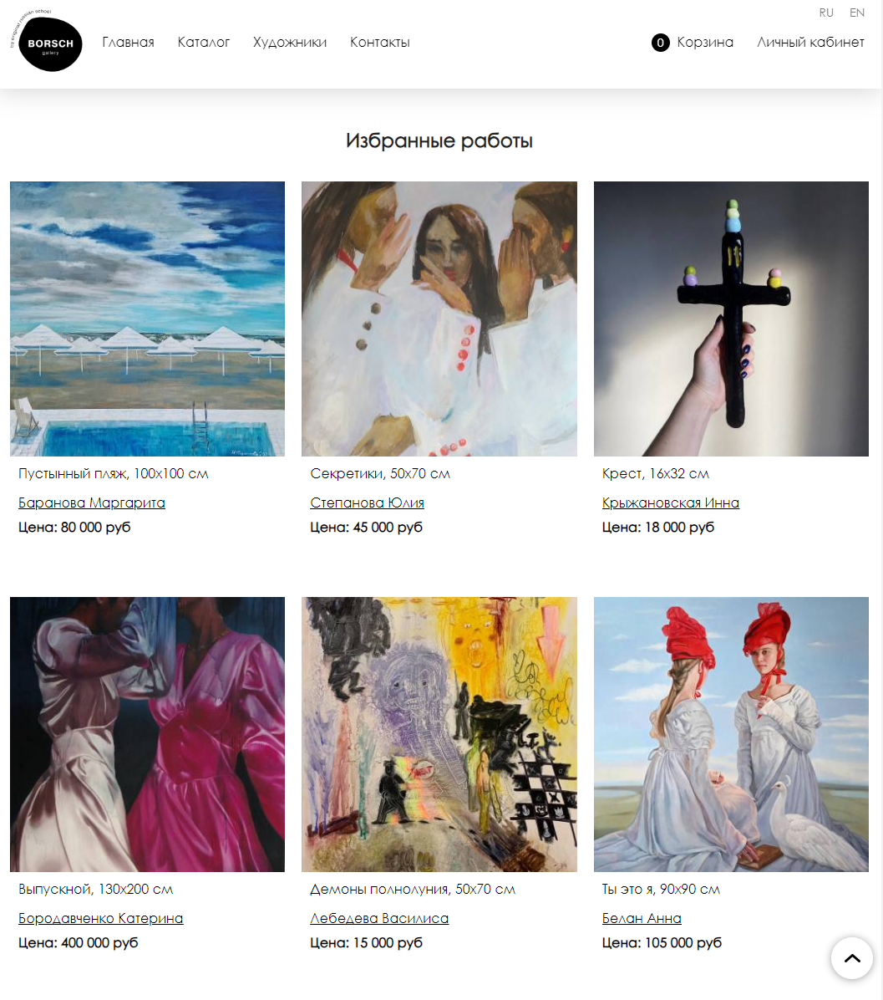 RU EN
by original russian school
BORSCH
gallery
Главная Каталог Художники Контакты
0 Корзина Личный кабинет
Избранные работы
Пустынный пляж, 100x100 см
Баранова Маргарита
Цена: 80 000 руб
Секретики, 50x70 см
Степанова Юлия
Цена: 45 000 руб
Крест, 16x32 см
Крыжановская Инна
Цена: 18 000 руб
Выпускной, 130x200 см
Бородавченко Катерина
Цена: 400 000 руб
Демоны полнолуния, 50x70 см
Лебедева Василиса
Цена: 15 000 руб
Ты это я, 90x90 см
Белан Анна
Цена: 105 000 руб